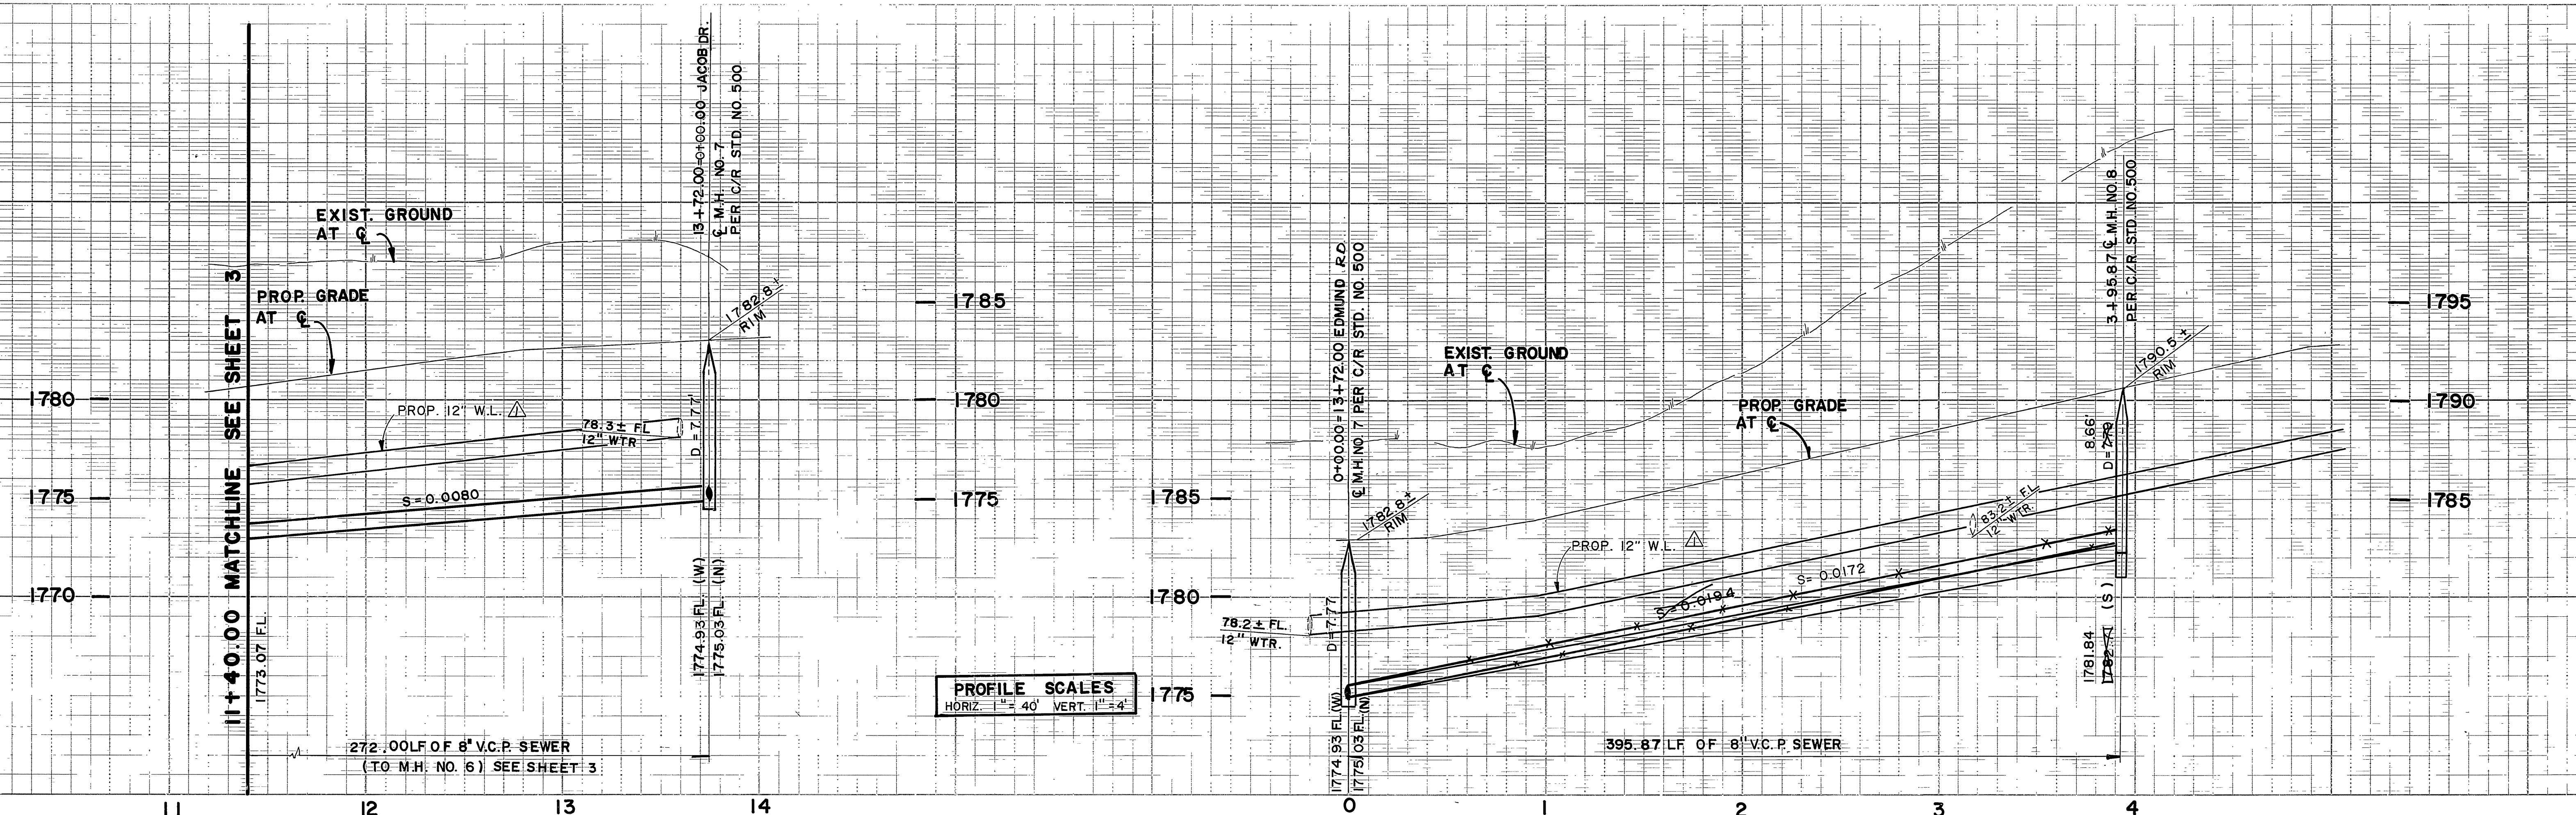 11+40.00 MATCHLINE SEE SHEET 3
1773.07 FL.
EXIST. GROUND
AT ℄
PROP. GRADE
AT ℄
PROP. 12" W.L. 1
78.3± FL
12" WTR
S=0.0080
D=7.77'
1782.8±
RIM
13+72.00=0+00.00 JACOB DR.
℄ M.H. NO. 7
PER C/R STD. NO. 500
1774.93 FL. (W)
1775.03 FL. (N)
272.00LF OF 8" V.C.P. SEWER
(TO M.H. NO. 6) SEE SHEET 3
1780
1775
1770
1785
1780
1775
11 12 13 14
PROFILE SCALES
HORIZ. 1"=40' VERT. 1"=4'
1785
1780
1775
0+00.00=13+72.00 EDMUND RD.
℄ M.H. NO. 7 PER C/R STD. NO. 500
1782.8±
RIM
78.2± FL.
12" WTR.
D=7.77
1774.93 FL.(W)
1775.03 FL.(N)
EXIST. GROUND
AT ℄
PROP. GRADE
AT ℄
PROP. 12" W.L. 1
S=0.0194
S=0.0172
83.2± FL
12" WTR.
3+95.87 ℄ M.H. NO. 8
PER C/R STD. NO. 500
1790.5±
RIM
8.66'
D=7.79
1781.84
(S)
395.87 LF OF 8" V.C.P. SEWER
1795
1790
1785
0 1 2 3 4